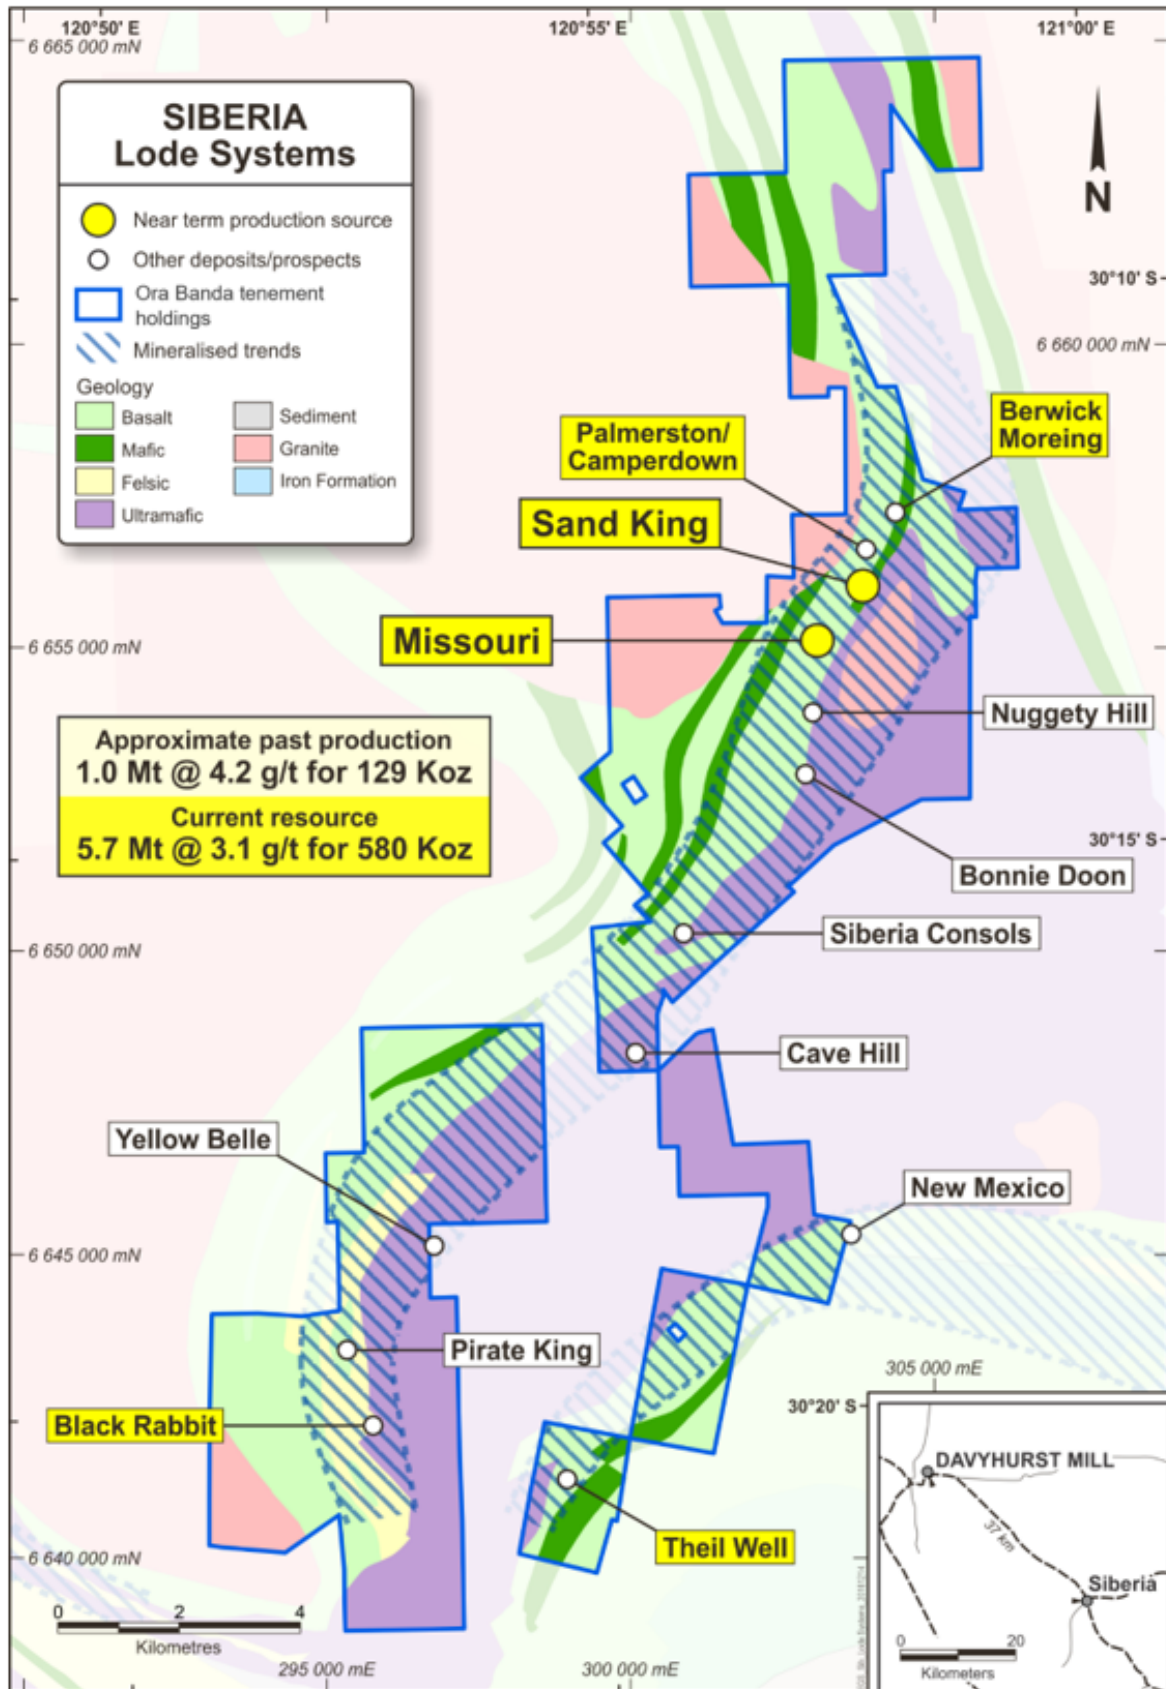 120°50' E
120°55' E
121°00' E
6 665 000 mN
SIBERIA
Lode Systems
Near term production source
Other deposits/prospects
Ora Banda tenement
holdings
Mineralised trends
Geology
Basalt
Sediment
Mafic
Granite
Felsic
Iron Formation
Ultramafic
N
30°10' S
6 660 000 mN
Palmerston/
Camperdown
Berwick
Moreing
Sand King
Missouri
6 655 000 mN
Nuggety Hill
Approximate past production
1.0 Mt @ 4.2 g/t for 129 Koz
Current resource
5.7 Mt @ 3.1 g/t for 580 Koz
30°15' S
Bonnie Doon
Siberia Consols
6 650 000 mN
Cave Hill
Yellow Belle
New Mexico
6 645 000 mN
Pirate King
305 000 mE
30°20' S
Black Rabbit
DAVYHURST MILL
37 km
Theil Well
6 640 000 mN
Siberia
0 2 4
Kilometres
0 20
Kilometers
295 000 mE
300 000 mE